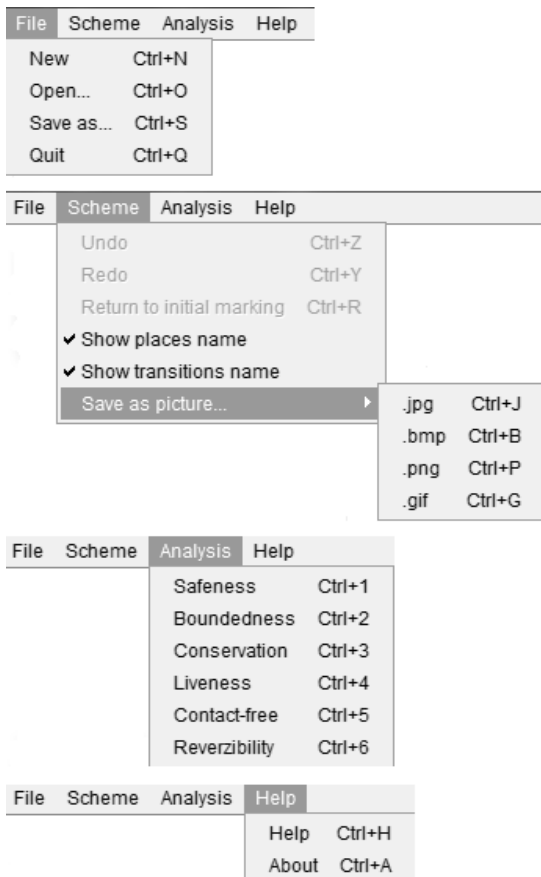 File Scheme Analysis Help
New Ctrl+N
Open... Ctrl+O
Save as... Ctrl+S
Quit Ctrl+Q
File Scheme Analysis Help
Undo Ctrl+Z
Redo Ctrl+Y
Return to initial marking Ctrl+R
Show places name
Show transitions name
Save as picture...
.jpg Ctrl+J
.bmp Ctrl+B
.png Ctrl+P
.gif Ctrl+G
File Scheme Analysis Help
Safeness Ctrl+1
Boundedness Ctrl+2
Conservation Ctrl+3
Liveness Ctrl+4
Contact-free Ctrl+5
Reverzibility Ctrl+6
File Scheme Analysis Help
Help Ctrl+H
About Ctrl+A